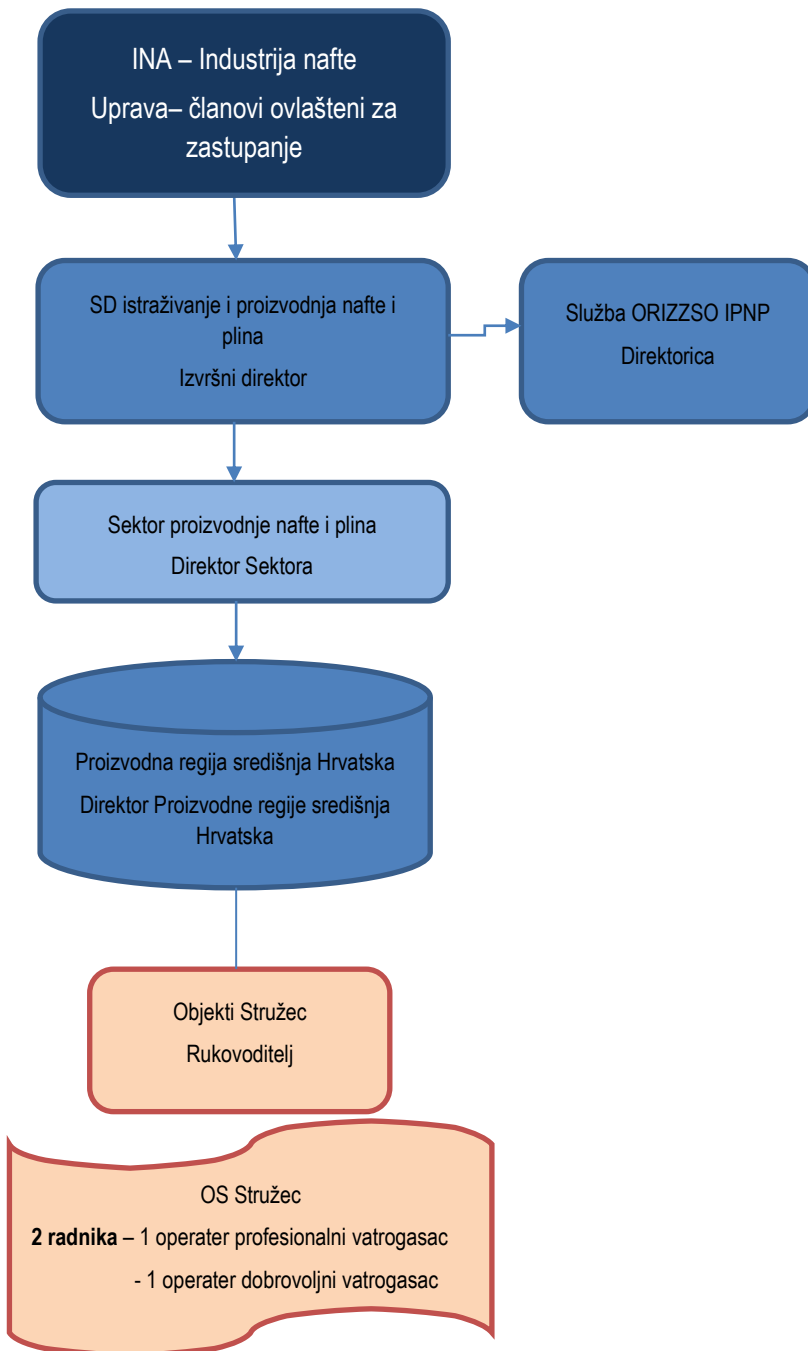 INA – Industrija nafte
Uprava– članovi ovlašteni za
zastupanje
SD istraživanje i proizvodnja nafte i
plina
Izvršni direktor
Služba ORIZZSO IPNP
Direktorica
Sektor proizvodnje nafte i plina
Direktor Sektora
Proizvodna regija središnja Hrvatska
Direktor Proizvodne regije središnja
Hrvatska
Objekti Stružec
Rukovoditelj
OS Stružec
2 radnika – 1 operater profesionalni vatrogasac
- 1 operater dobrovoljni vatrogasac